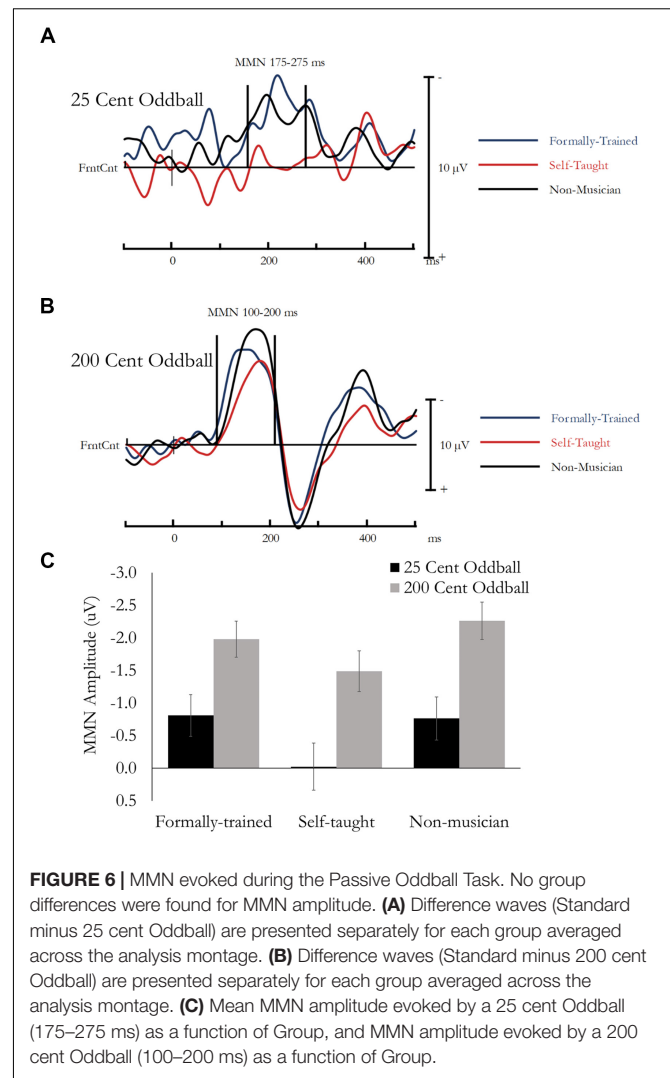 A
MMN 175-275 ms
25 Cent Oddball
-
Formally-Trained
FrntCnt
10 μV
Self-Taught
Non-Musician
0
200
400
ms
+
B
MMN 100-200 ms
200 Cent Oddball
-
Formally-Trained
FrntCnt
10 μV
Self-Taught
+
Non-Musician
0
200
400
ms
C
25 Cent Oddball
200 Cent Oddball
MMN Amplitude (uV)
-3.0
-2.5
-2.0
-1.5
-1.0
-0.5
0.0
0.5
Formally-trained
Self-taught
Non-musician
FIGURE 6 | MMN evoked during the Passive Oddball Task. No group
differences were found for MMN amplitude. (A) Difference waves (Standard
minus 25 cent Oddball) are presented separately for each group averaged
across the analysis montage. (B) Difference waves (Standard minus 200 cent
Oddball) are presented separately for each group averaged across the
analysis montage. (C) Mean MMN amplitude evoked by a 25 cent Oddball
(175–275 ms) as a function of Group, and MMN amplitude evoked by a 200
cent Oddball (100–200 ms) as a function of Group.